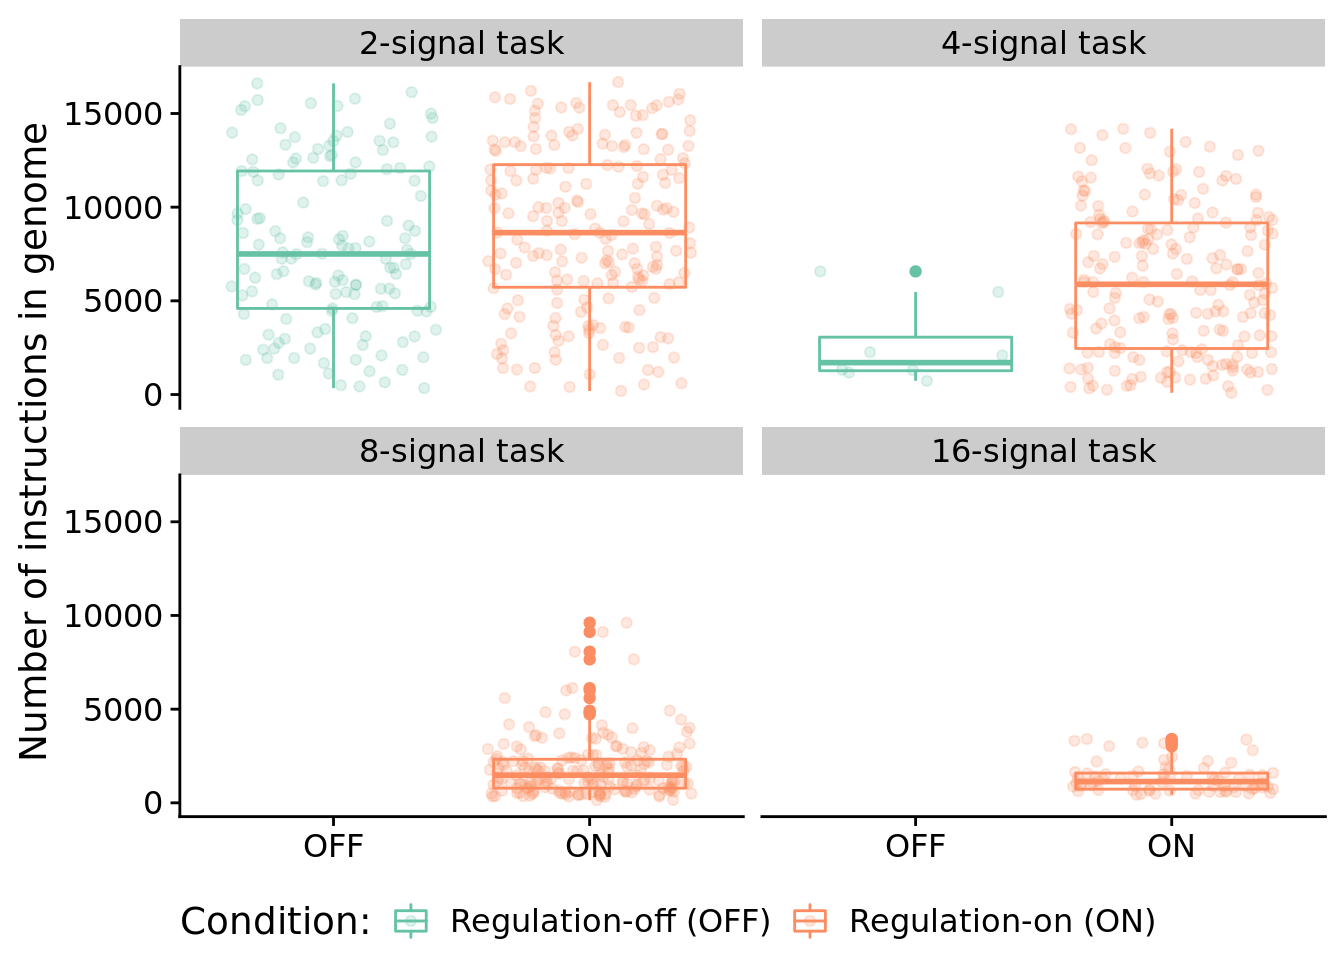 2-signal task
4-signal task
15000
10000
5000
0
8-signal task
16-signal task
15000
10000
5000
0
OFF
ON
OFF
ON
Number of instructions in genome
Condition:
Regulation-off (OFF)
Regulation-on (ON)